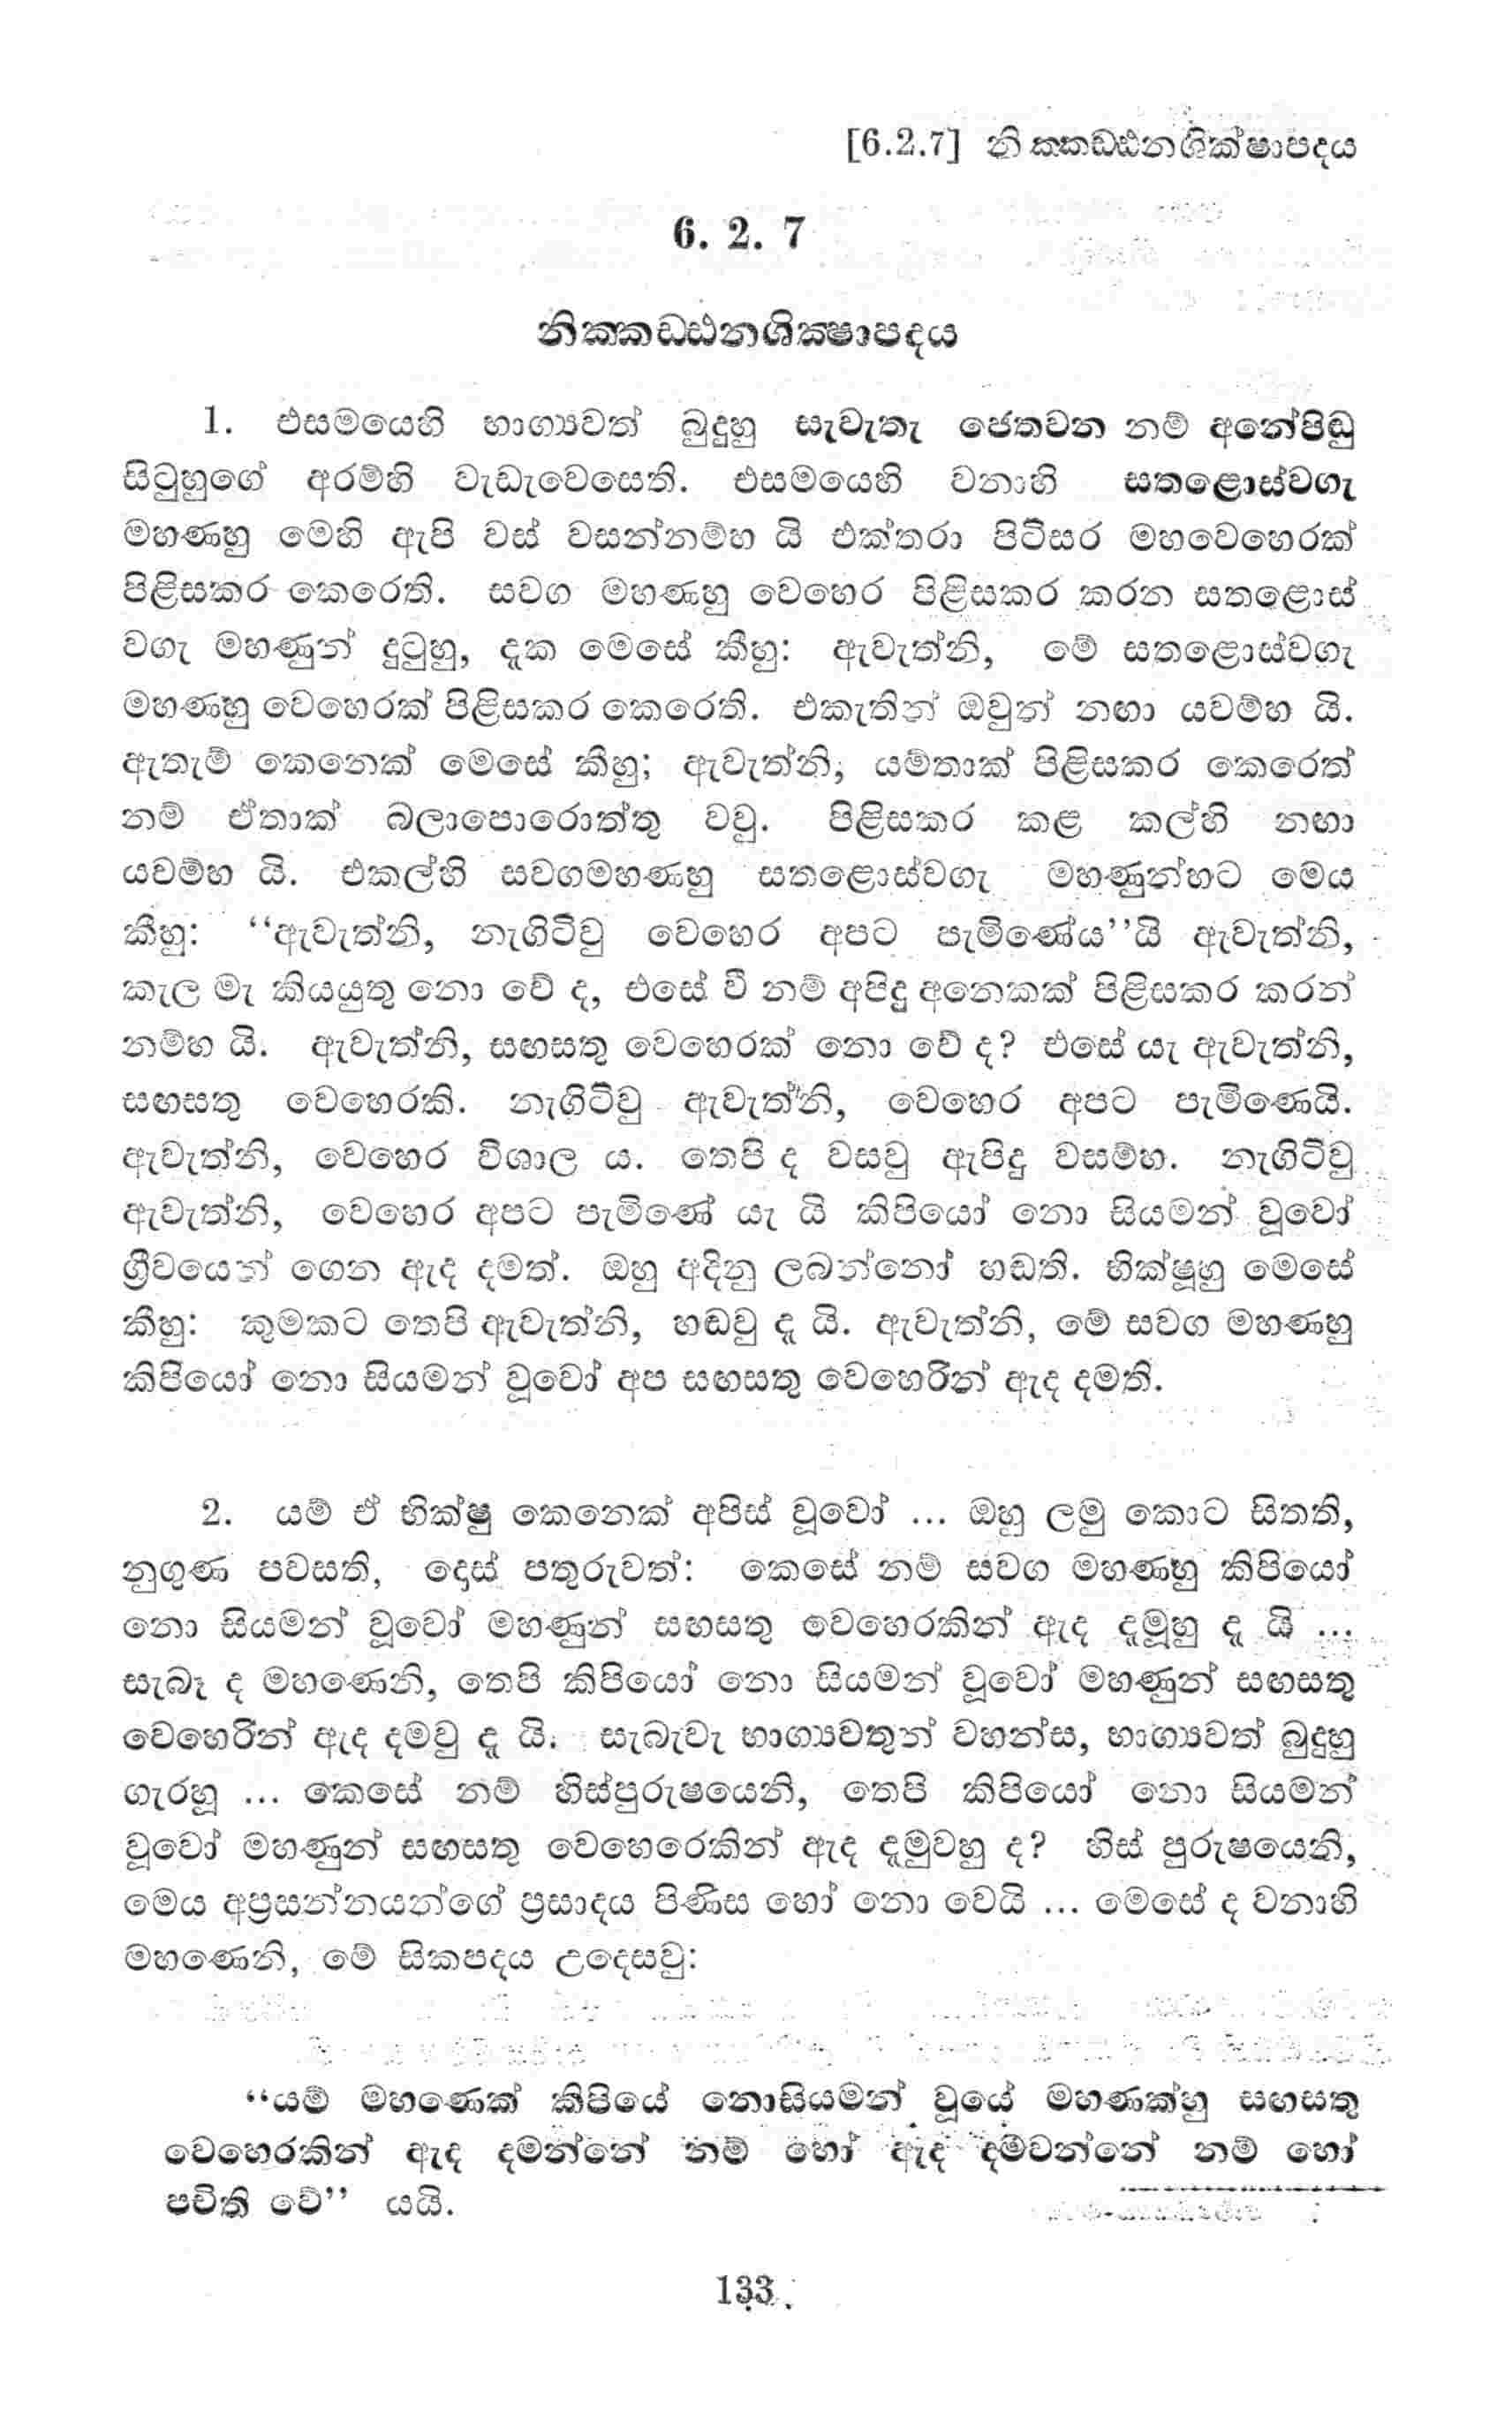 [6.2.7] නිකකඩ්ඪනශික්ෂාපදය
6. 2. 7
නිකකඩඪනශිකෂාපදය
1. එසමයෙහි භාග්‍යවත් බුදුහු සැවැතැ ජෙතවන නම් අනේපිඬු
සිටුහුගේ අරම්හි වැඩැවෙසෙති. එසමයෙහි වනාහි සතළොස්වගැ
මහණහු මෙහි ඇපි වස් වසන්නම්හ යි එක්තරා පිටිසර මහවෙහෙරක්
පිළිසකර කෙරෙති. සවග මහණහු වෙහෙර පිළිසකර කරන සතළොස්
වගැ මහණුන් දුටුහු, දැක මෙසේ කීහු: ඇවැත්නි, මේ සතළොස්වගැ
මහණහු වෙහෙරක් පිළිසකර කෙරෙති. එකැතින් ඔවුන් නඟා යවම්හ යි.
ඇතැම් කෙනෙක් මෙසේ කීහු; ඇවැත්නි, යම්තාක් පිළිසකර කෙරෙත්
නම් ඒතාක් බලාපොරොත්තු වවු. පිළිසකර කළ කල්හි නඟා
යවම්හ යි. එකල්හි සවගමහණහු සතළොස්වගැ මහණුන්හට මෙය
කීහු: “ඇවැත්නි, නැගිටිවු වෙහෙර අපට පැමිණේය”යි ඇවැත්නි,
කැල මැ කියයුතු නො වේ ද, එසේ වී නම් අපිදු අනෙකක් පිළිසකර කරන්
නම්හ යි. ඇවැත්නි, සඟසතු වෙහෙරක් නො වේ ද? එසේ යැ ඇවැත්නි,
සඟසතු වෙහෙරකි. නැගිටිවු ඇවැත්නි, වෙහෙර අපට පැමිණෙයි.
ඇවැත්නි, වෙහෙර විශාල ය. තෙපි ද වසවු ඇපිදු වසම්හ. නැගිටිවු
ඇවැත්නි, වෙහෙර අපට පැමිණේ යැ යි කිපියෝ නො සියමන් වූවෝ
ග්‍රීවයෙන් ගෙන ඇද දමත්. ඔහු අදිනු ලබන්නෝ හඬති. භික්ෂූහු මෙසේ
කීහු: කුමකට තෙපි ඇවැත්නි, හඬවු දැ යි. ඇවැත්නි, මේ සවග මහණහු
කිපියෝ නො සියමන් වූවෝ අප සඟසතු වෙහෙරින් ඇද දමති.
2. යම් ඒ භික්ෂු කෙනෙක් අපිස් වූවෝ ... ඔහු ලමු කොට සිතති,
නුගුණ පවසති, දොස් පතුරුවත්: කෙසේ නම් සවග මහණහු කිපියෝ
නො සියමන් වූවෝ මහණුන් සඟසතු වෙහෙරකින් ඇද දැමූහු දැ යි ...
සැබෑ ද මහණෙනි, තෙපි කිපියෝ නො සියමන් වූවෝ මහණුන් සඟසතු
වෙහෙරින් ඇද දමවු දැ යි. සැබැවැ භාග්‍යවතුන් වහන්ස, භාග්‍යවත් බුදුහු
ගැරහූ ... කෙසේ නම් හිස්පුරුෂයෙනි, තෙපි කිපියෝ නො සියමන්
වූවෝ මහණුන් සඟසතු වෙහෙරෙකින් ඇද දැමුවහු ද? හිස් පුරුෂයෙනි,
මෙය අප්‍රසන්නයන්ගේ ප්‍රසාදය පිණිස හෝ නො වෙයි ... මෙසේ ද වනාහි
මහණෙනි, මේ සිකපදය උදෙසවු:
“යම් මහණෙක් කිපියේ නොසියමන් වූයේ මහණක්හු සඟසතු
වෙහෙරකින් ඇද දමන්නේ නම් හෝ ඇද දමවන්නේ නම් හෝ
පචිති වේ” යයි.
133